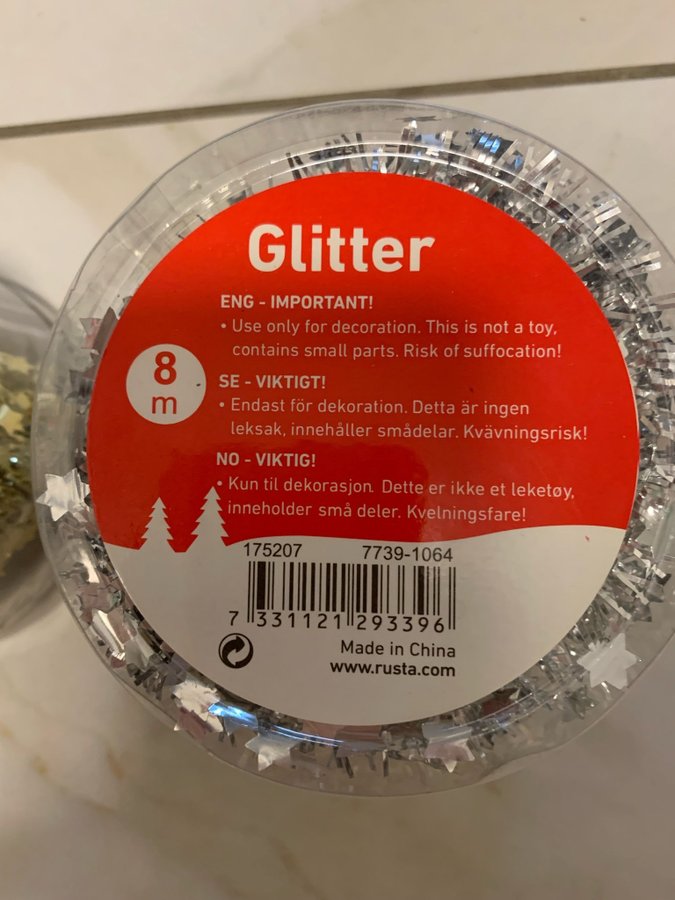 Glitter
ENG - IMPORTANT!
• Use only for decoration. This is not a toy,
contains small parts. Risk of suffocation!
8
m
SE - VIKTIGT!
• Endast för dekoration. Detta är ingen
leksak, innehåller smådelar. Kvävningsrisk!
NO - VIKTIG!
• Kun til dekorasjon. Dette er ikke et leketøy,
inneholder små deler. Kvelningsfare!
175207 7739-1064
7 331121 293396
Made in China
www.rusta.com